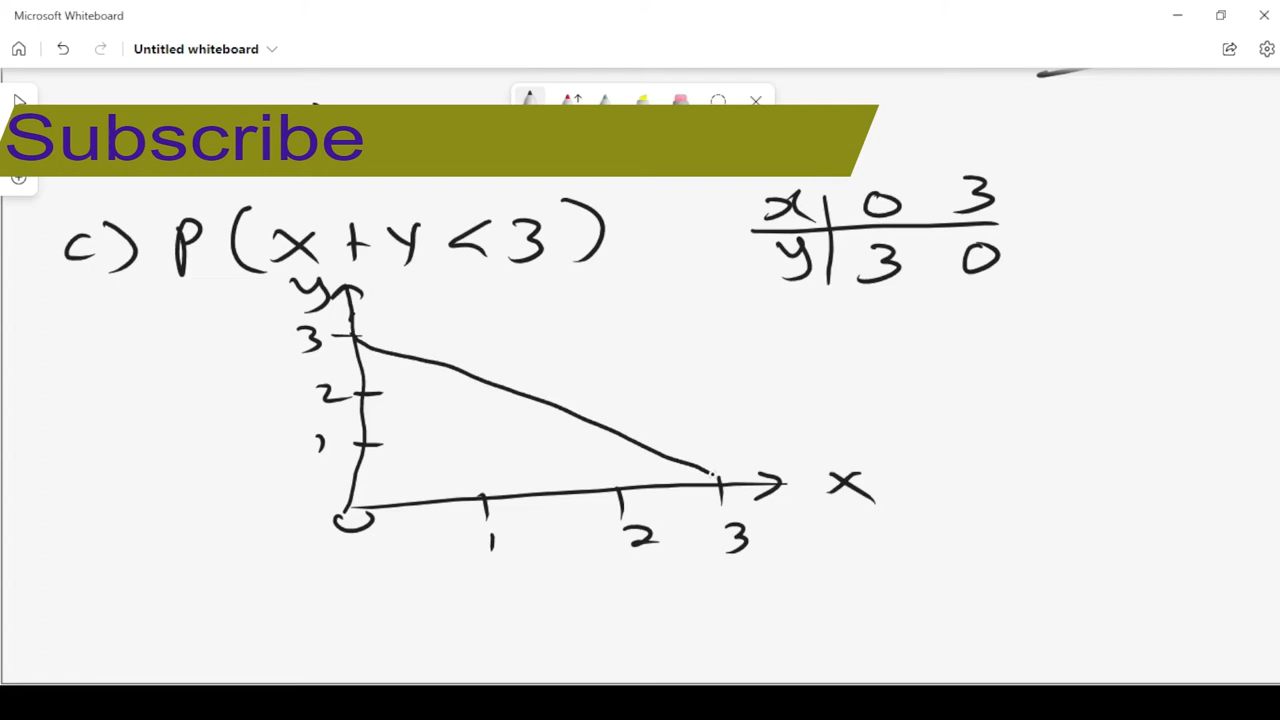 Microsoft Whiteboard
Untitled whiteboard
Subscribe
c) P(X+Y<3)
x 0 3
y 3 0
y
3
2
1
0
1 2 3
x